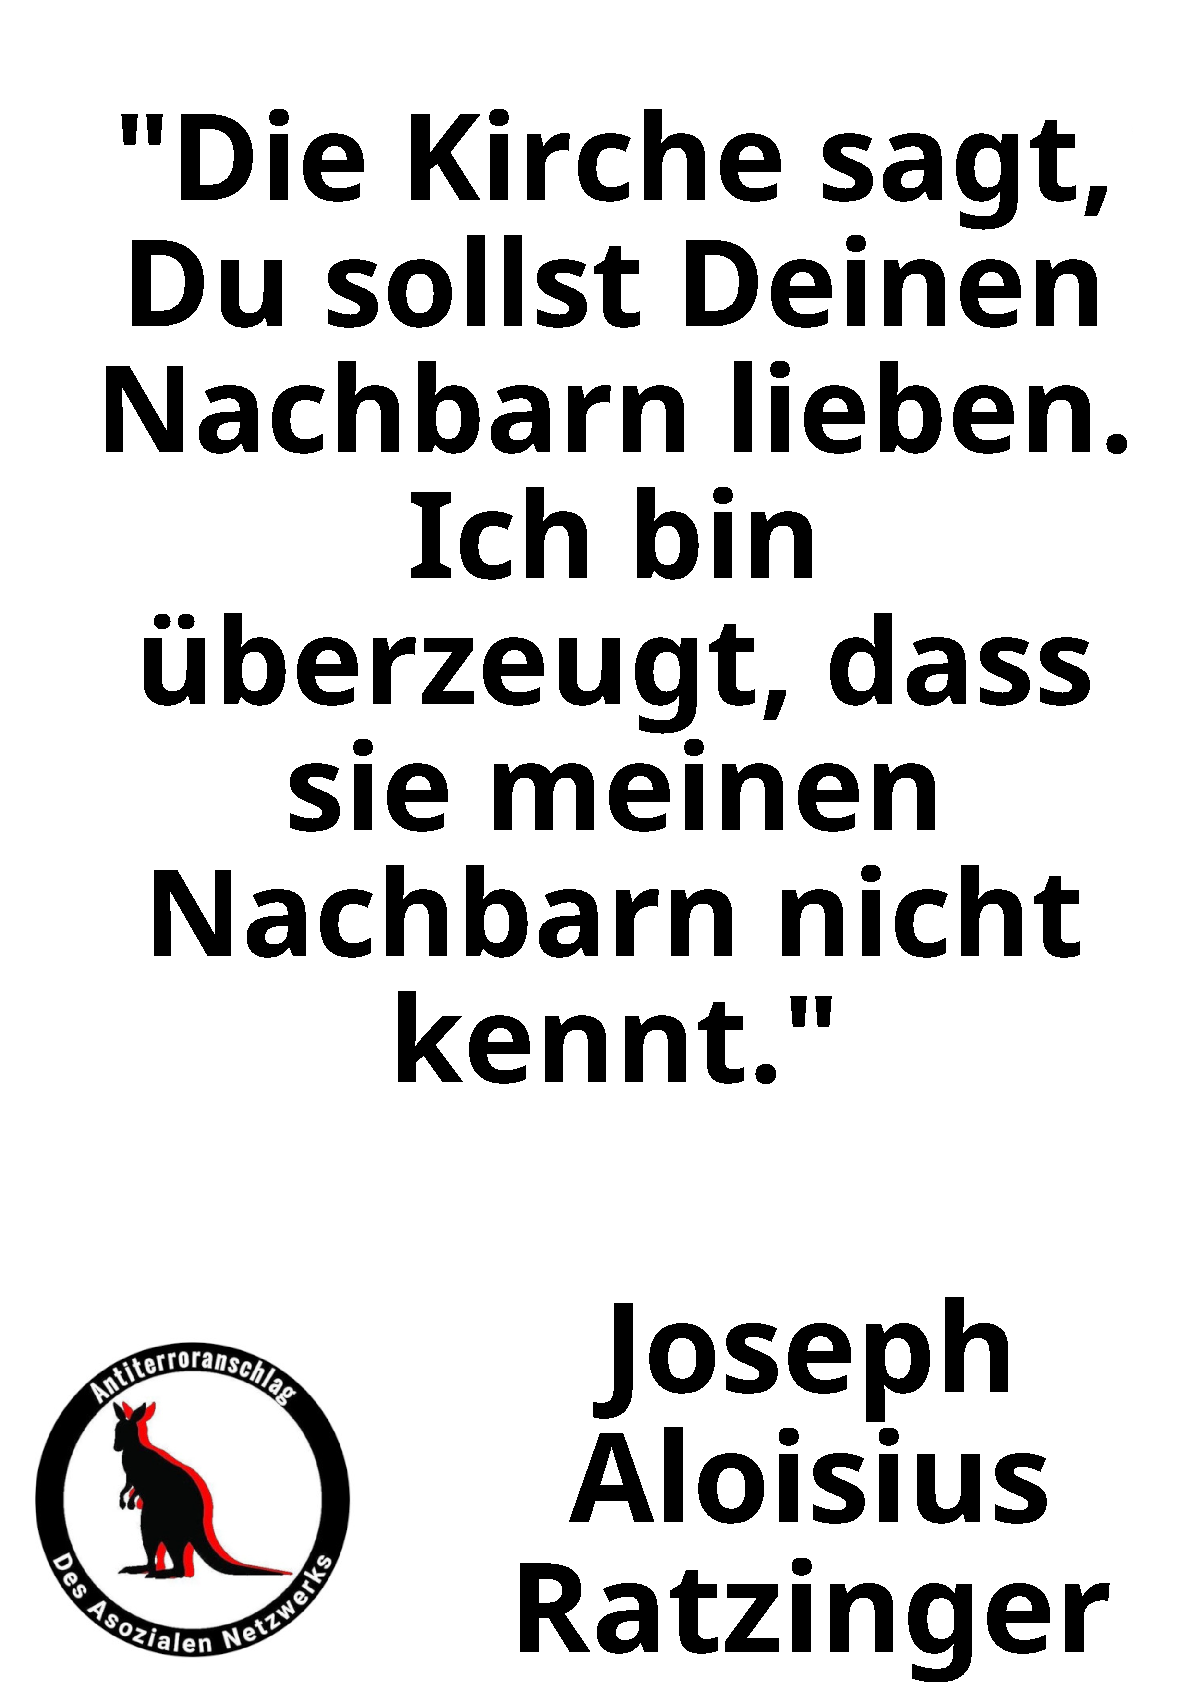 "Die Kirche sagt,
Du sollst Deinen
Nachbarn lieben.
Ich bin
überzeugt, dass
sie meinen
Nachbarn nicht
kennt."
Joseph
Aloisius
Ratzinger
Antiterroranschlag
Des Asozialen Netzwerks